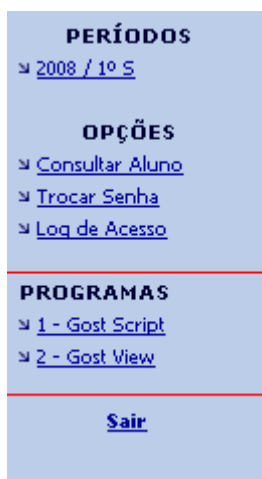 PERÍODOS
2008 / 1º S
OPÇÕES
Consultar Aluno
Trocar Senha
Log de Acesso
PROGRAMAS
1 - Gost Script
2 - Gost View
Sair